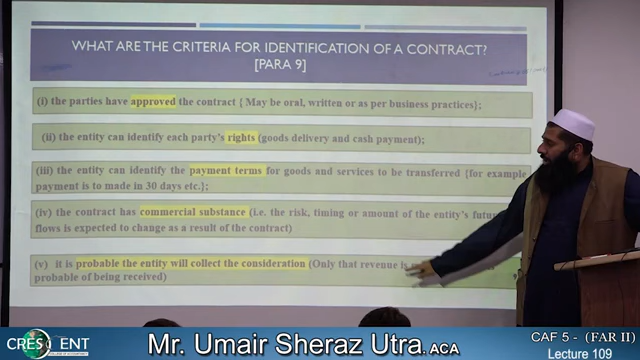 WHAT ARE THE CRITERIA FOR IDENTIFICATION OF A CONTRACT?
[PARA 9]
(i) the parties have approved the contract { May be oral, written or as per business practices};
(ii) the entity can identify each party's rights (goods delivery and cash payment);
(iii) the entity can identify the payment terms for goods and services to be transferred {for example
payment is to made in 30 days etc.};
(iv) the contract has commercial substance (i.e. the risk, timing or amount of the entity's
flows is expected to change as a result of the contract)
(v) it is probable the entity will collect the consideration (Only that revenue is
probable of being received)
CRESCENT
COLLEGE OF ACCOUNTANCY
Mr. Umair Sheraz Utra. ACA
CAF 5 - (FAR II)
Lecture 109